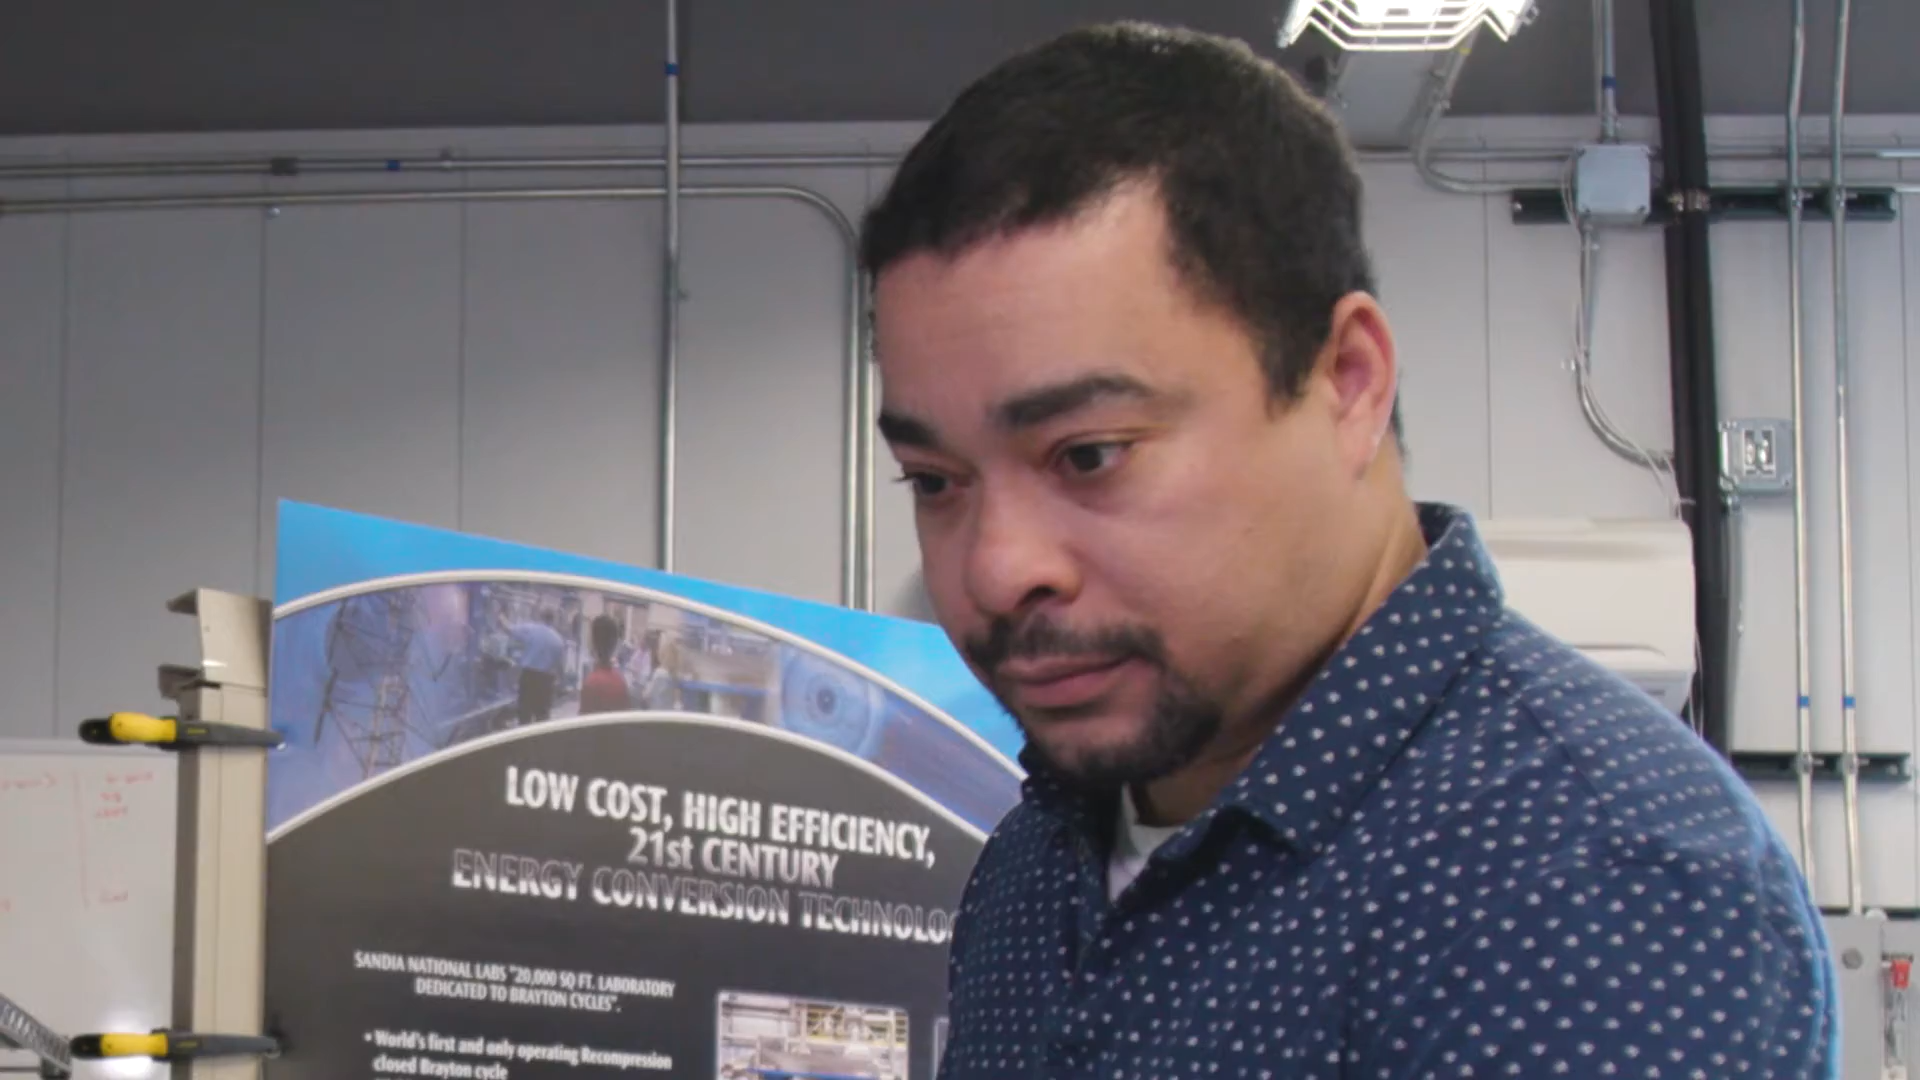 LOW COST, HIGH EFFICIENCY,
21st CENTURY
ENERGY CONVERSION TECHNOLO
SANDIA NATIONAL LABS "20,000 SQ FT. LABORATORY
DEDICATED TO BRAYTON CYCLES".
• World's first and only operating Recompression
closed Brayton cycle